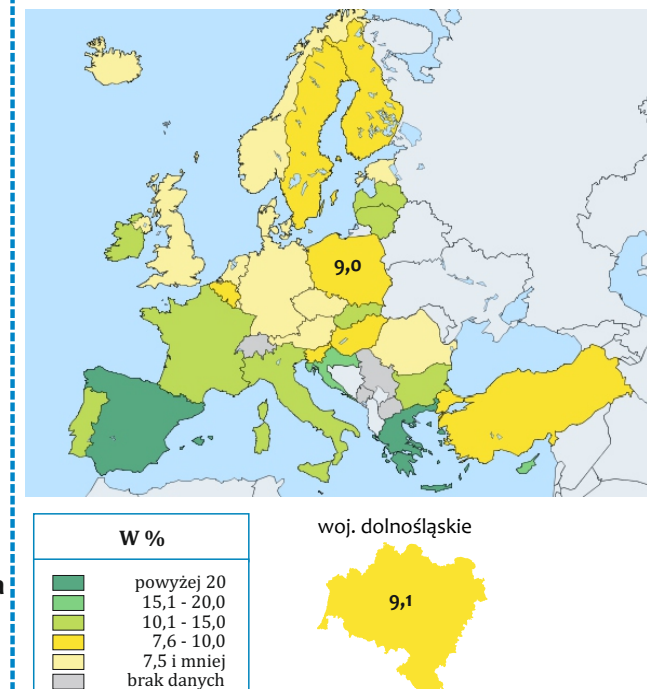 9,0
W %
powyżej 20
15,1 - 20,0
10,1 - 15,0
7,6 - 10,0
7,5 i mniej
brak danych
woj. dolnośląskie
9,1